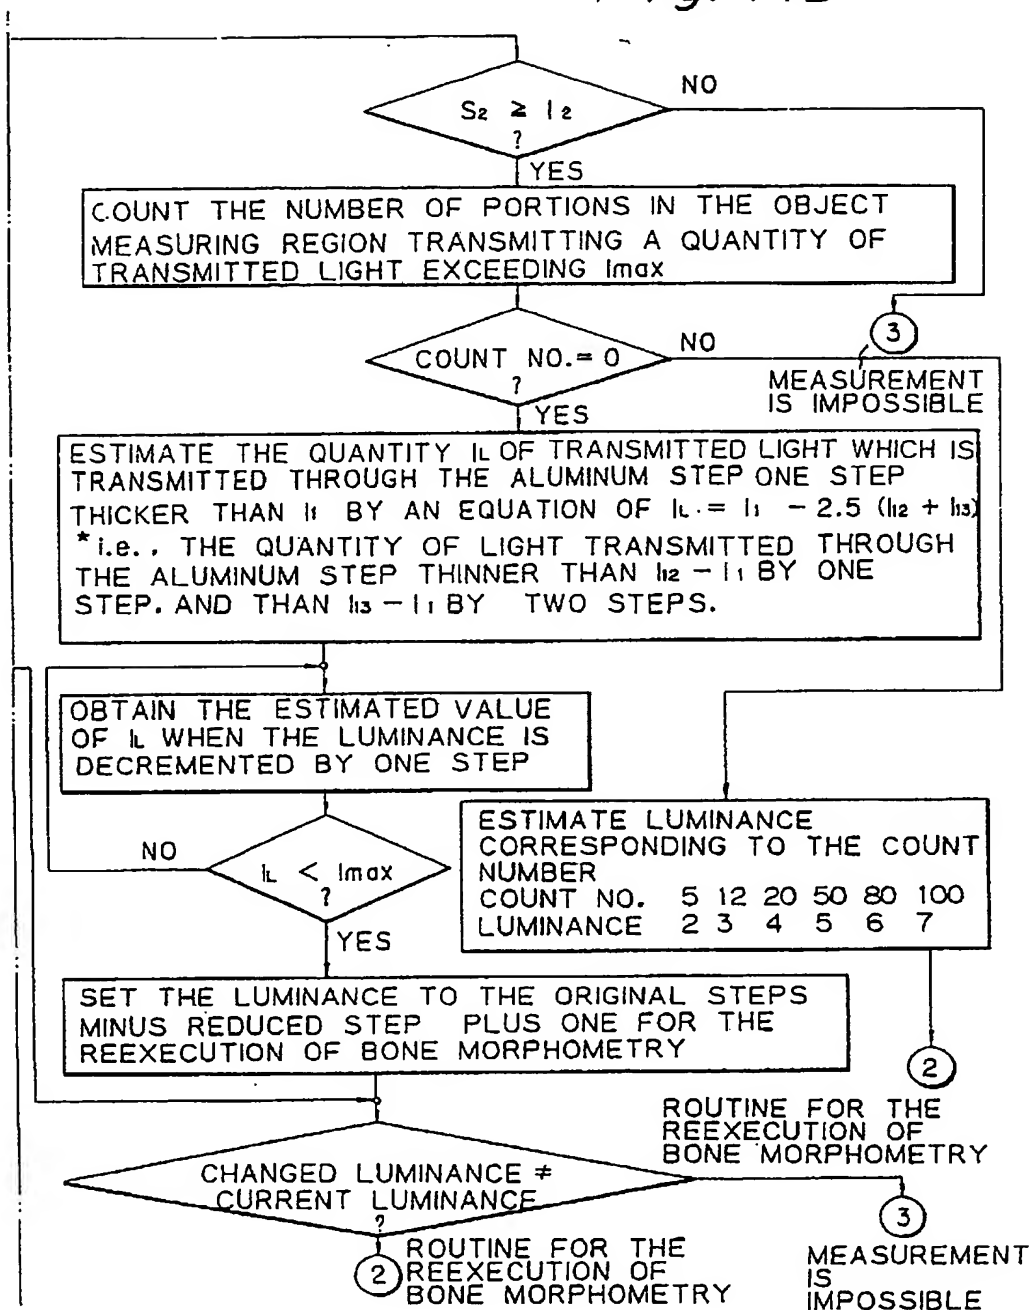 S2 ≥ I2
?
NO
YES
COUNT THE NUMBER OF PORTIONS IN THE OBJECT
MEASURING REGION TRANSMITTING A QUANTITY OF
TRANSMITTED LIGHT EXCEEDING Imax
3
MEASUREMENT
IS IMPOSSIBLE
COUNT NO.= 0
?
NO
YES
ESTIMATE THE QUANTITY IL OF TRANSMITTED LIGHT WHICH IS
TRANSMITTED THROUGH THE ALUMINUM STEP ONE STEP
THICKER THAN I1 BY AN EQUATION OF IL = I1 - 2.5 (I12 + I13)
*i.e., THE QUANTITY OF LIGHT TRANSMITTED THROUGH
THE ALUMINUM STEP THINNER THAN I12 - I1 BY ONE
STEP. AND THAN I13 - I1 BY TWO STEPS.
OBTAIN THE ESTIMATED VALUE
OF IL WHEN THE LUMINANCE IS
DECREMENTED BY ONE STEP
NO
IL < Imax
?
YES
ESTIMATE LUMINANCE
CORRESPONDING TO THE COUNT
NUMBER
COUNT NO. 5 12 20 50 80 100
LUMINANCE 2 3 4 5 6 7
SET THE LUMINANCE TO THE ORIGINAL STEPS
MINUS REDUCED STEP PLUS ONE FOR THE
REEXECUTION OF BONE MORPHOMETRY
2
ROUTINE FOR THE
REEXECUTION OF
BONE MORPHOMETRY
CHANGED LUMINANCE ≠
CURRENT LUMINANCE
?
2
ROUTINE FOR THE
REEXECUTION OF
BONE MORPHOMETRY
3
MEASUREMENT
IS
IMPOSSIBLE